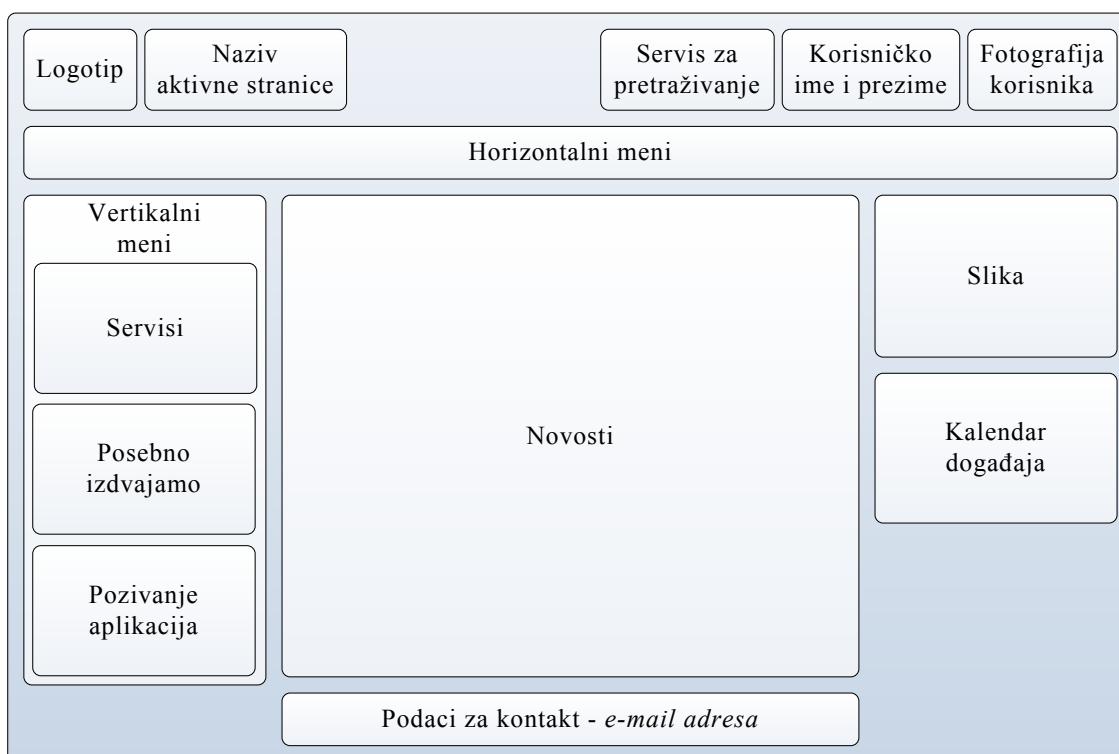 Logotip
Naziv
aktivne stranice
Servis za
pretraživanje
Korisničko
ime i prezime
Fotografija
korisnika
Horizontalni meni
Vertikalni
meni
Servisi
Posebno
izdvajamo
Pozivanje
aplikacija
Novosti
Slika
Kalendar
događaja
Podaci za kontakt - e-mail adresa